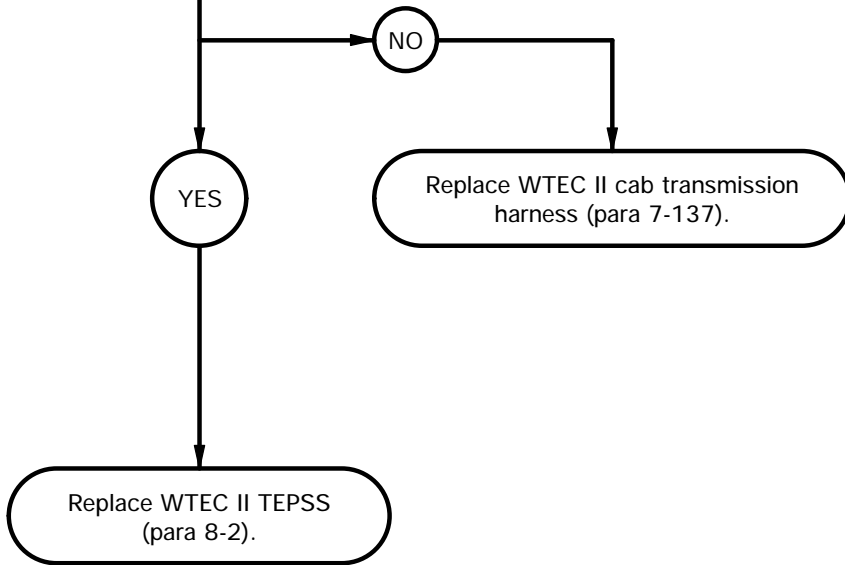 NO
YES
Replace WTEC II cab transmission
harness (para 7-137).
Replace WTEC II TEPSS
(para 8-2).